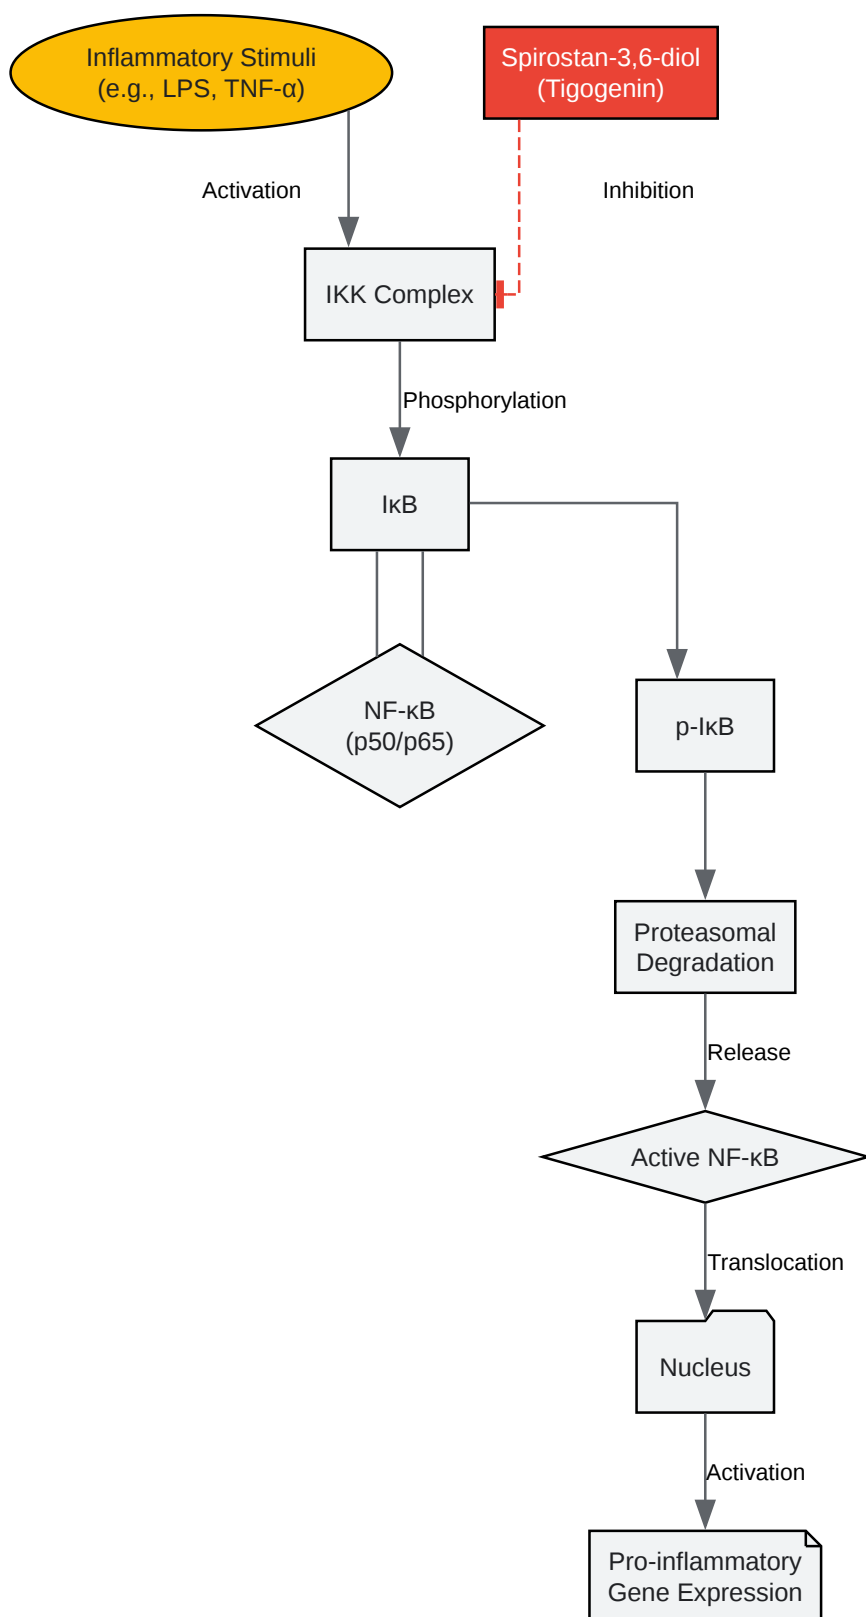 Inflammatory Stimuli
(e.g., LPS, TNF-α)
Spirostan-3,6-diol
(Tigogenin)
Activation
Inhibition
IKK Complex
Phosphorylation
IκB
NF-κB
(p50/p65)
p-IκB
Proteasomal
Degradation
Release
Active NF-κB
Translocation
Nucleus
Activation
Pro-inflammatory
Gene Expression